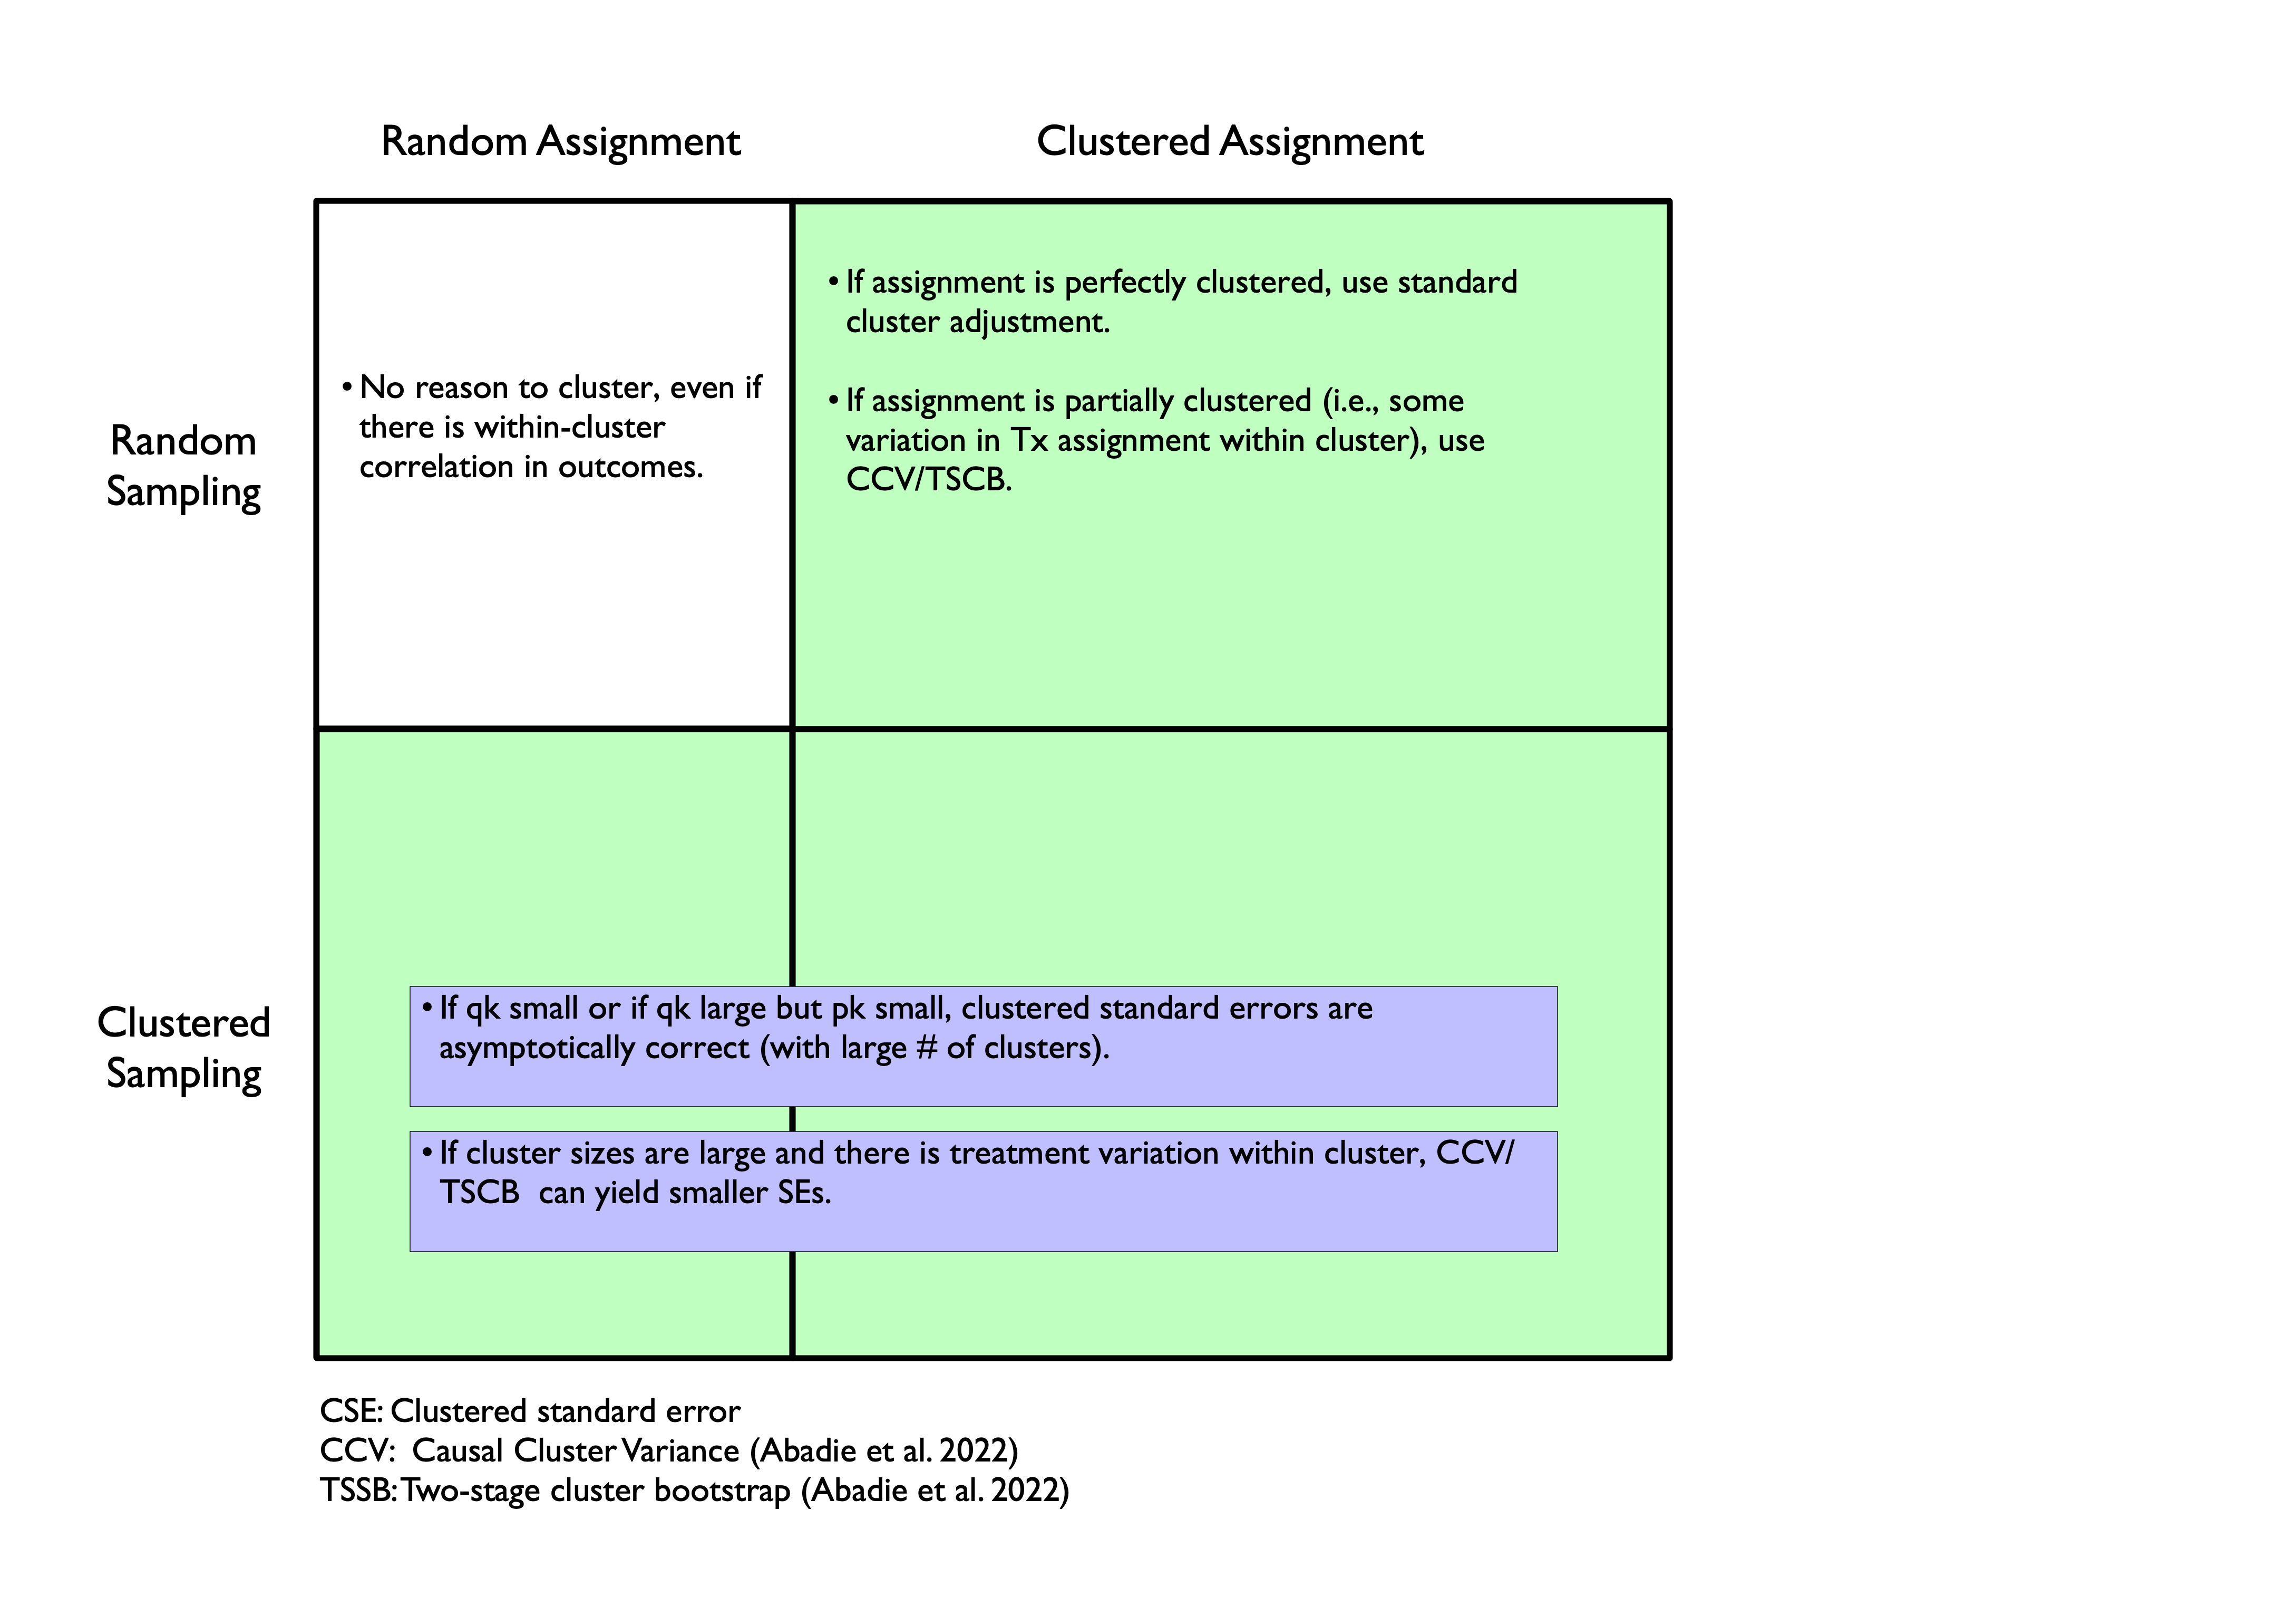 Random Assignment
Clustered Assignment
Random
Sampling
• No reason to cluster, even if
there is within-cluster
correlation in outcomes.
• If assignment is perfectly clustered, use standard
cluster adjustment.
• If assignment is partially clustered (i.e., some
variation in Tx assignment within cluster), use
CCV/TSCB.
Clustered
Sampling
• If qk small or if qk large but pk small, clustered standard errors are
asymptotically correct (with large # of clusters).
• If cluster sizes are large and there is treatment variation within cluster, CCV/
TSCB can yield smaller SEs.
CSE: Clustered standard error
CCV: Causal Cluster Variance (Abadie et al. 2022)
TSSB: Two-stage cluster bootstrap (Abadie et al. 2022)